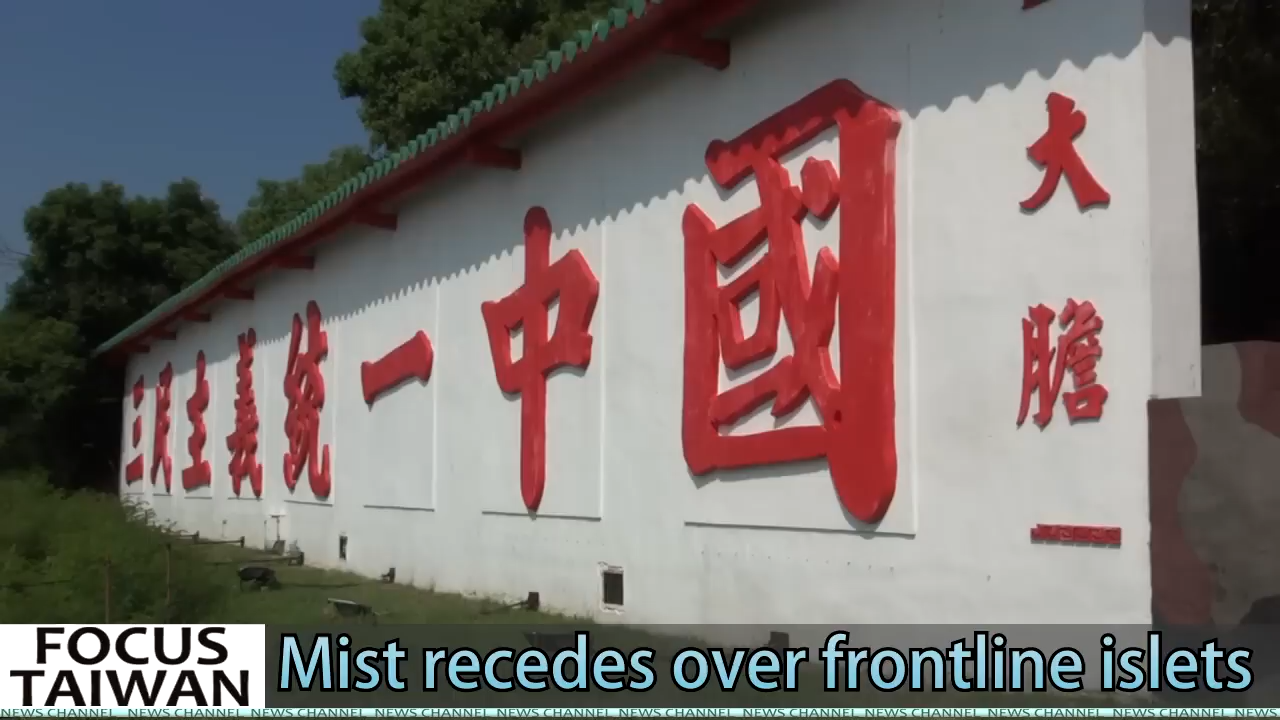 三民主義統一中國
大膽
FOCUS TAIWAN
Mist recedes over frontline islets
NEWS CHANNEL NEWS CHANNEL NEWS CHANNEL NEWS CHANNEL NEWS CHANNEL NEWS CHANNEL NEWS CHANNEL NEWS CHANNEL NEWS CHANNEL NEWS CHANNEL NEWS